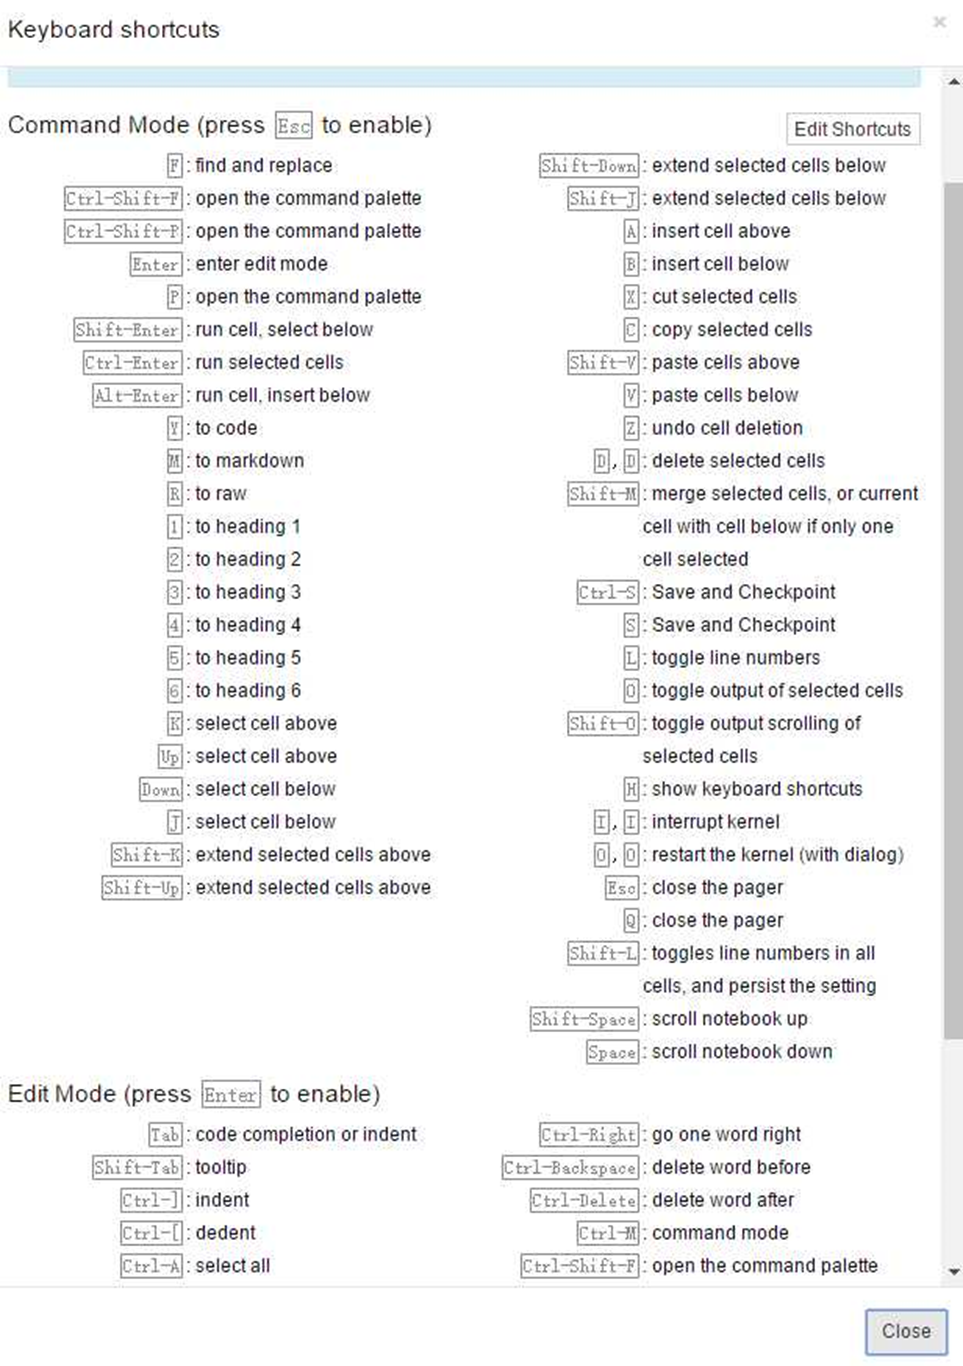 Keyboard shortcuts
×
Command Mode (press Esc to enable)
Edit Shortcuts
F: find and replace
Ctrl-Shift-F: open the command palette
Ctrl-Shift-P: open the command palette
Enter: enter edit mode
P: open the command palette
Shift-Enter: run cell, select below
Ctrl-Enter: run selected cells
Alt-Enter: run cell, insert below
Y: to code
M: to markdown
R: to raw
1: to heading 1
2: to heading 2
3: to heading 3
4: to heading 4
5: to heading 5
6: to heading 6
K: select cell above
Up: select cell above
Down: select cell below
J: select cell below
Shift-K: extend selected cells above
Shift-Up: extend selected cells above
Shift-Down: extend selected cells below
Shift-J: extend selected cells below
A: insert cell above
B: insert cell below
X: cut selected cells
C: copy selected cells
Shift-V: paste cells above
V: paste cells below
Z: undo cell deletion
D, D: delete selected cells
Shift-M: merge selected cells, or current
cell with cell below if only one
cell selected
Ctrl-S: Save and Checkpoint
S: Save and Checkpoint
L: toggle line numbers
O: toggle output of selected cells
Shift-O: toggle output scrolling of
selected cells
H: show keyboard shortcuts
I, I: interrupt kernel
0, 0: restart the kernel (with dialog)
Esc: close the pager
Q: close the pager
Shift-L: toggles line numbers in all
cells, and persist the setting
Shift-Space: scroll notebook up
Space: scroll notebook down
Edit Mode (press Enter to enable)
Tab: code completion or indent
Shift-Tab: tooltip
Ctrl-]: indent
Ctrl-[: dedent
Ctrl-A: select all
Ctrl-Right: go one word right
Ctrl-Backspace: delete word before
Ctrl-Delete: delete word after
Ctrl-M: command mode
Ctrl-Shift-F: open the command palette
Close